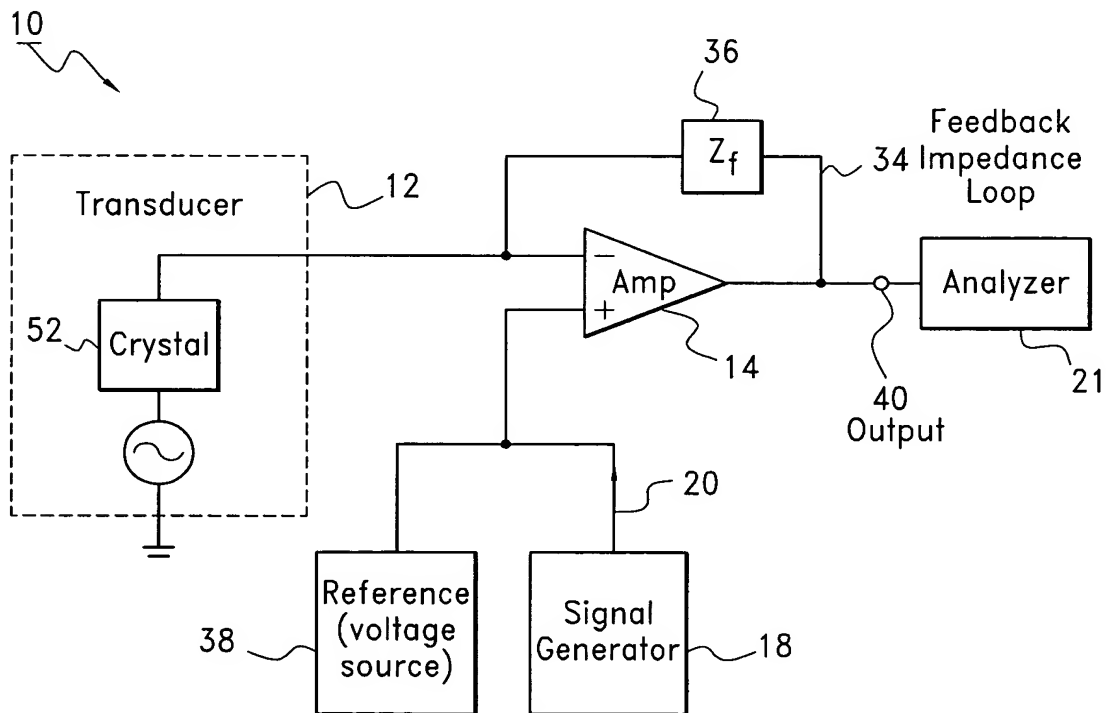 10
36
Zf
Feedback
Impedance
Loop
34
12
Transducer
52
Crystal
−
+
Amp
14
Analyzer
21
40
Output
20
Reference
(voltage
source)
38
Signal
Generator
18